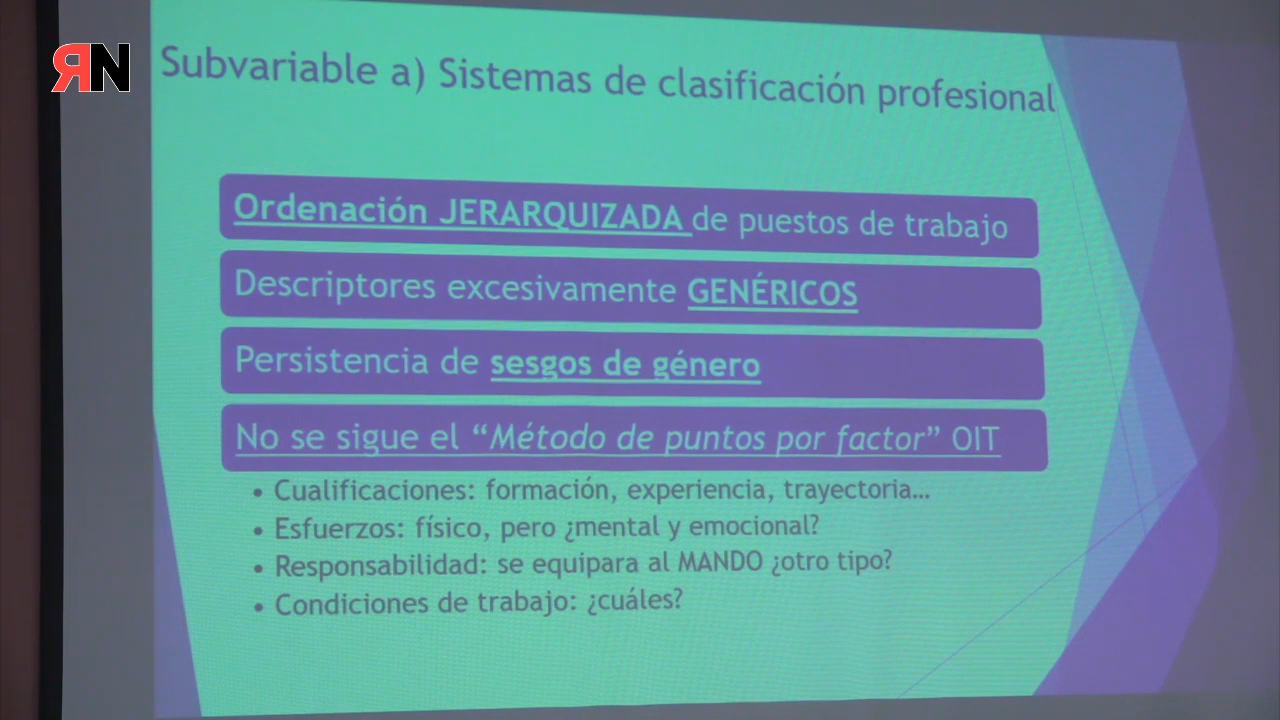 RN
Subvariable a) Sistemas de clasificación profesional
Ordenación JERARQUIZADA de puestos de trabajo
Descriptores excesivamente GENÉRICOS
Persistencia de sesgos de género
No se sigue el “Método de puntos por factor” OIT
• Cualificaciones: formación, experiencia, trayectoria...
• Esfuerzos: físico, pero ¿mental y emocional?
• Responsabilidad: se equipara al MANDO ¿otro tipo?
• Condiciones de trabajo: ¿cuáles?